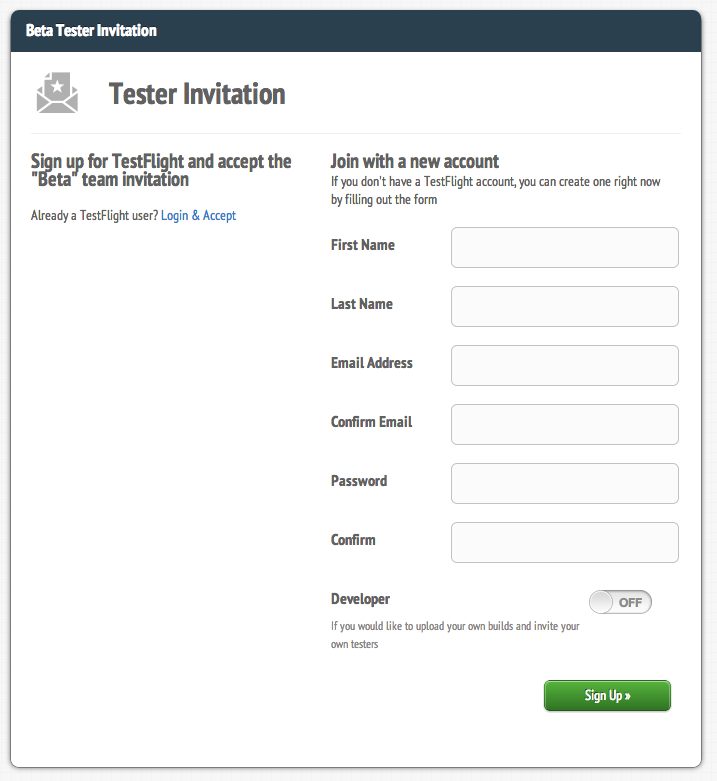 Beta Tester Invitation
Tester Invitation
Sign up for TestFlight and accept the
"Beta" team invitation
Already a TestFlight user? Login & Accept
Join with a new account
If you don't have a TestFlight account, you can create one right now
by filling out the form
First Name
Last Name
Email Address
Confirm Email
Password
Confirm
Developer
OFF
If you would like to upload your own builds and invite your
own testers
Sign Up »